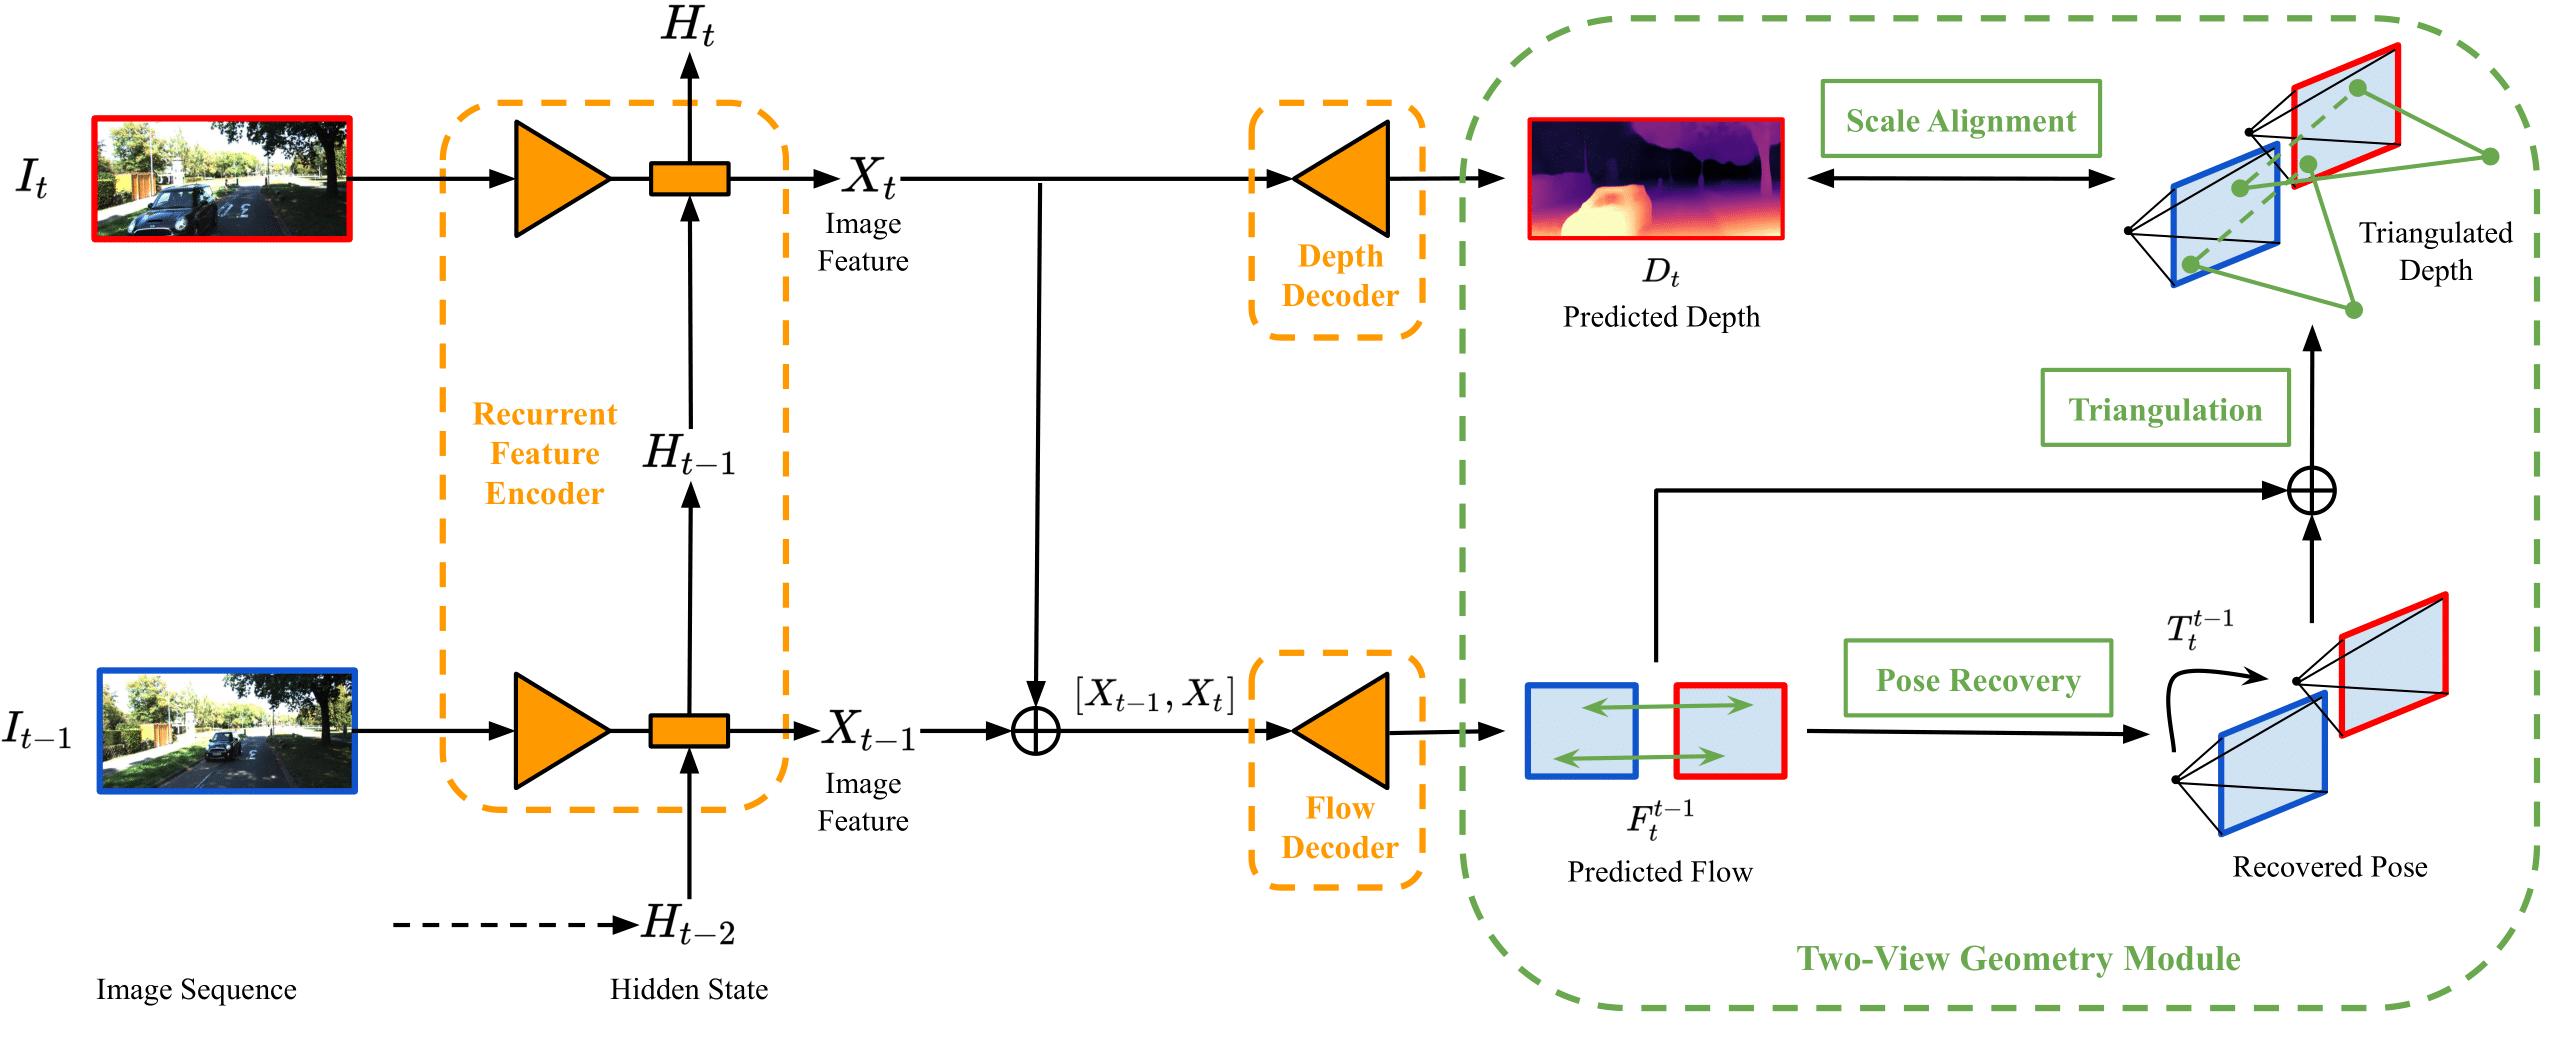 H_t
I_t
X_t
Image
Feature
Depth
Decoder
D_t
Predicted Depth
Scale Alignment
Triangulated
Depth
Recurrent
Feature
Encoder
H_{t-1}
Triangulation
I_{t-1}
X_{t-1}
Image
Feature
[X_{t-1}, X_t]
Flow
Decoder
F_t^{t-1}
Predicted Flow
Pose Recovery
T_t^{t-1}
Recovered Pose
H_{t-2}
Image Sequence
Hidden State
Two-View Geometry Module